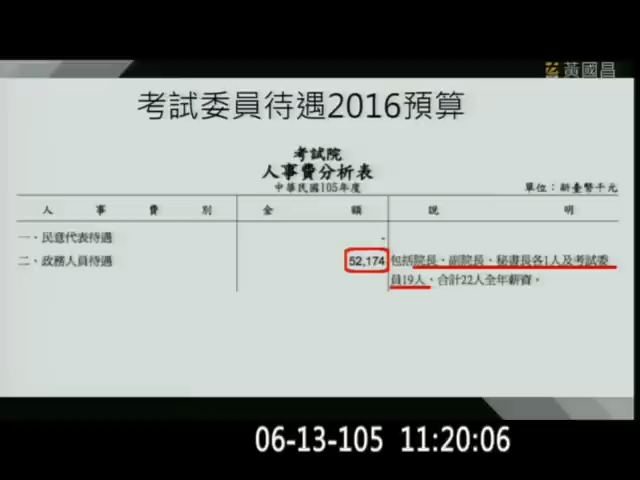 黃國昌
考試委員待遇2016預算
考試院
人事費分析表
中華民國105年度
單位：新臺幣千元
人 事 費 別 金 額 說 明
一、民意代表待遇 -
二、政務人員待遇 52,174 包括院長、副院長、秘書長各1人及考試委
員19人，合計22人全年薪資。
06-13-105 11:20:06